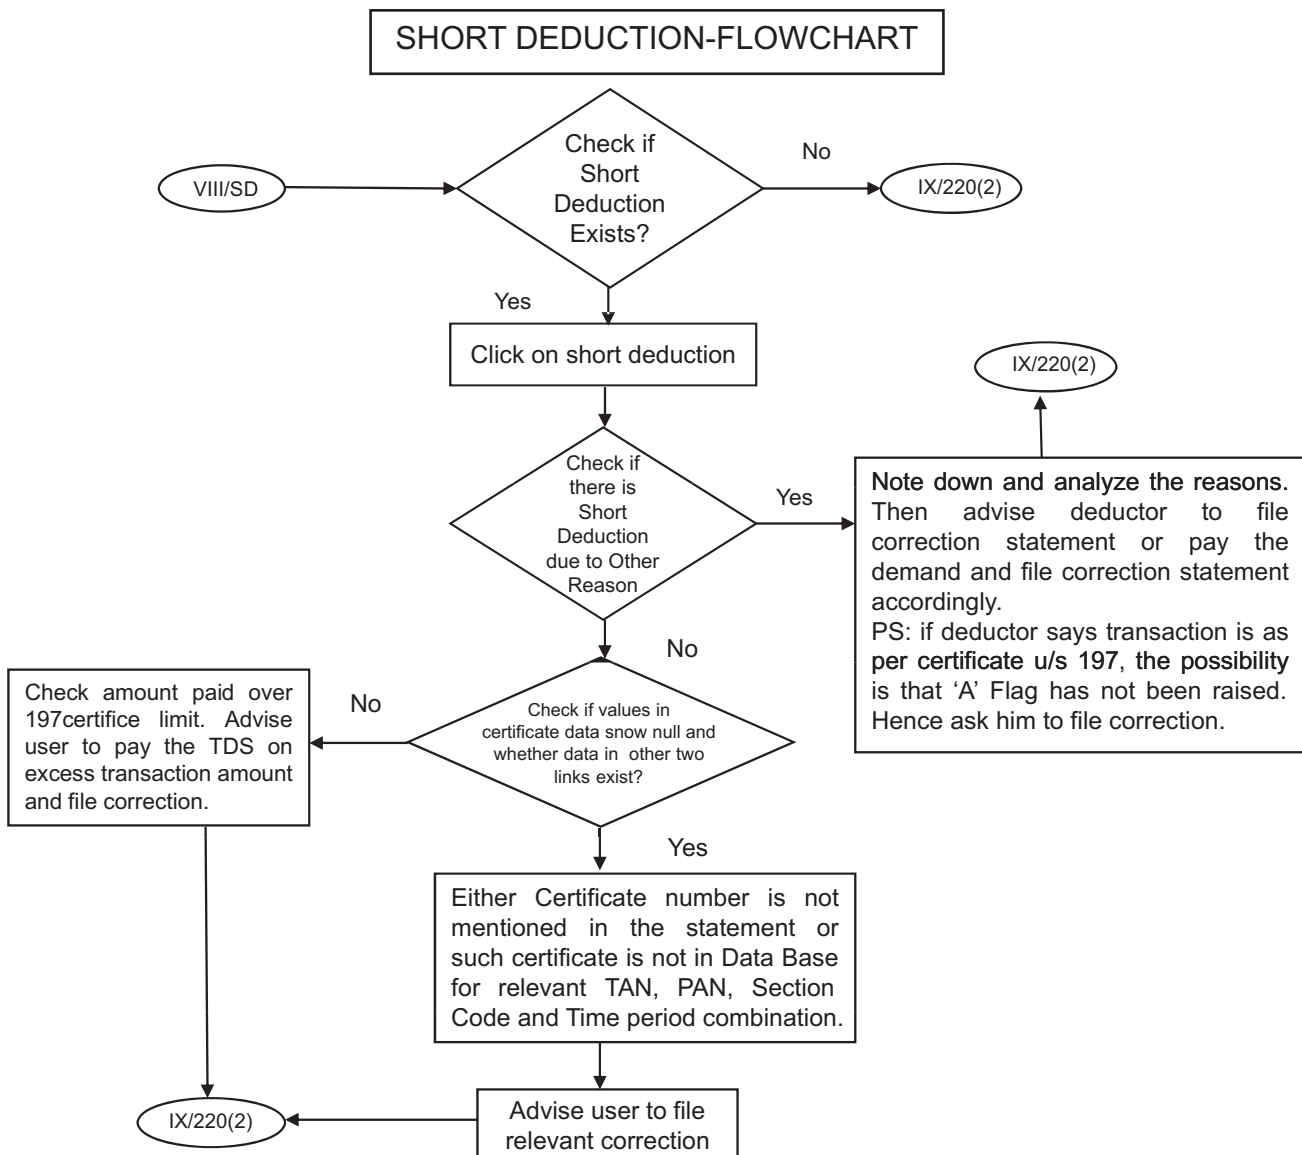 SHORT DEDUCTION-FLOWCHART
VIII/SD
Check if
Short
Deduction
Exists?
No
IX/220(2)
Yes
Click on short deduction
IX/220(2)
Check if
there is
Short
Deduction
due to Other
Reason
Yes
Note down and analyze the reasons.
Then advise deductor to file
correction statement or pay the
demand and file correction statement
accordingly.
PS: if deductor says transaction is as
per certificate u/s 197, the possibility
is that ‘A’ Flag has not been raised.
Hence ask him to file correction.
No
Check if values in
certificate data snow null and
whether data in other two
links exist?
No
Check amount paid over
197certifice limit. Advise
user to pay the TDS on
excess transaction amount
and file correction.
Yes
Either Certificate number is not
mentioned in the statement or
such certificate is not in Data Base
for relevant TAN, PAN, Section
Code and Time period combination.
IX/220(2)
Advise user to file
relevant correction